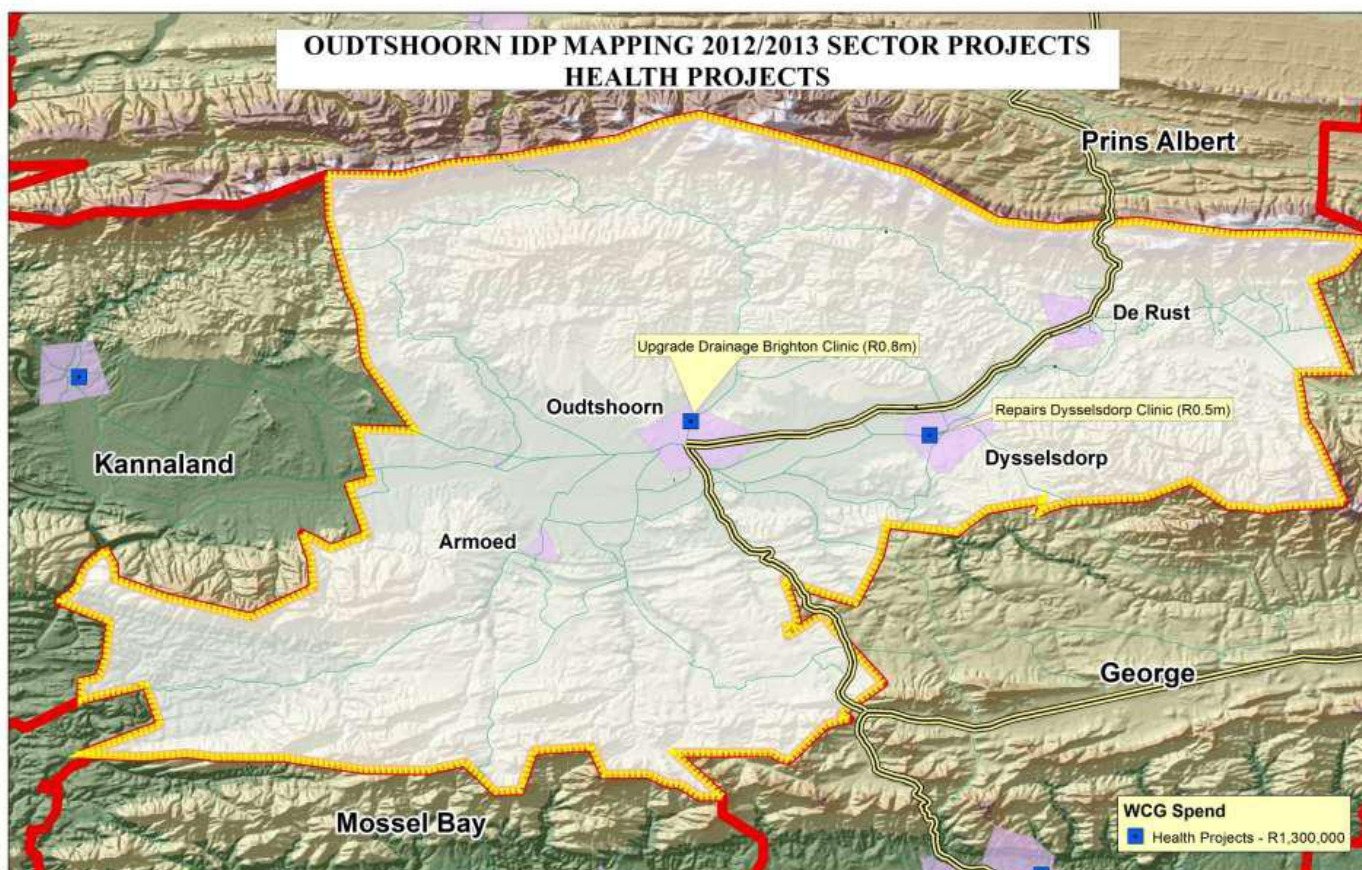 OUDTSHOORN IDP MAPPING 2012/2013 SECTOR PROJECTS
HEALTH PROJECTS
Prins Albert
De Rust
Upgrade Drainage Brighton Clinic (R0.8m)
Oudtshoorn
Repairs Dysselsdorp Clinic (R0.5m)
Kannaland
Dysselsdorp
Armoed
George
Mossel Bay
WCG Spend
Health Projects - R1,300,000